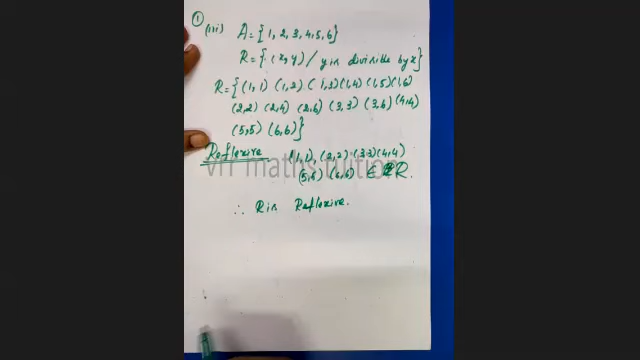 ①
(iii) A = {1, 2, 3, 4, 5, 6}
R = {(x, y) / y is divisible by x}
R = {(1,1) (1,2) (1,3) (1,4) (1,5) (1,6)
(2,2) (2,4) (2,6) (3,3) (3,6) (4,4)
(5,5) (6,6)}
Reflexive (1,1), (2,2) (3,3) (4,4)
(5,5) (6,6) ∈ R.
∴ R is Reflexive.
maths tuition